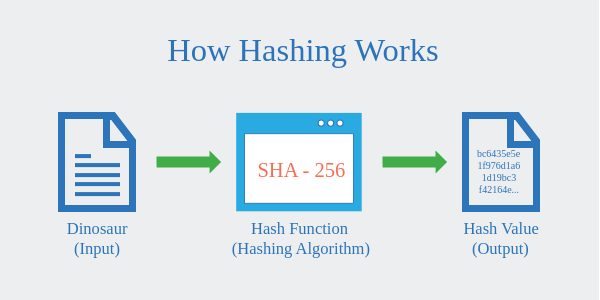 How Hashing Works
SHA - 256
bc6435e5e
1f976d1a6
1d19bc3
f42164e...
Dinosaur
(Input)
Hash Function
(Hashing Algorithm)
Hash Value
(Output)